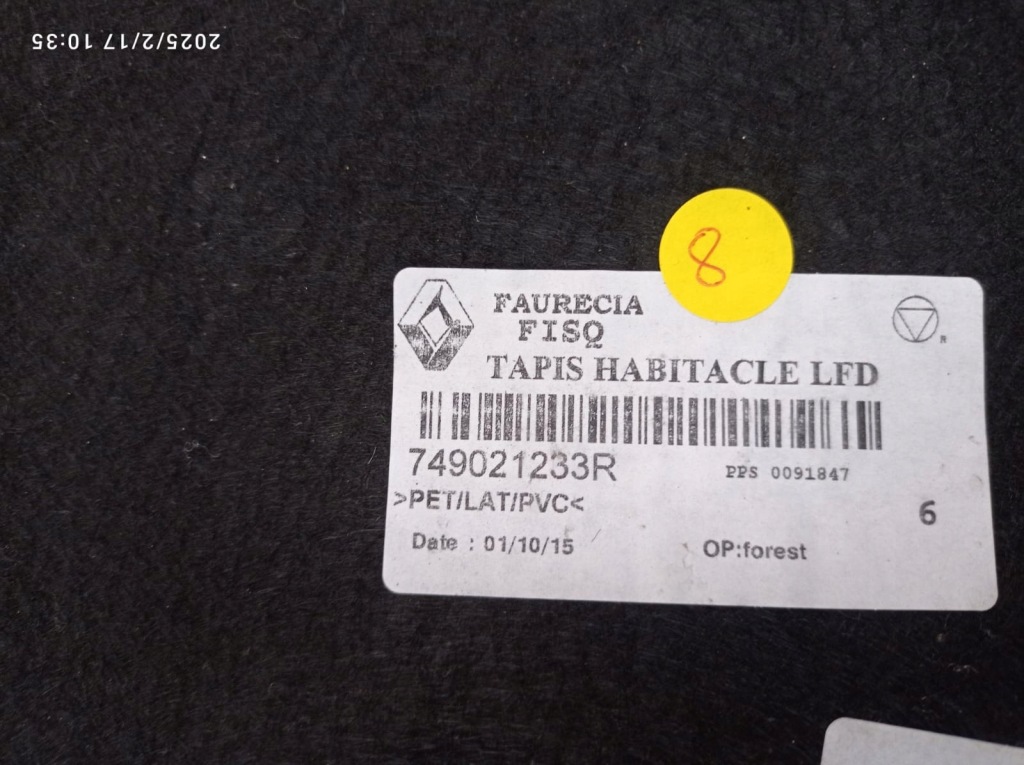 2025/2/17 10:35
8
FAURECIA
FISQ
TAPIS HABITACLE LFD
R
749021233R
PPS 0091847
>PET/LAT/PVC<
6
Date : 01/10/15
OP:forest